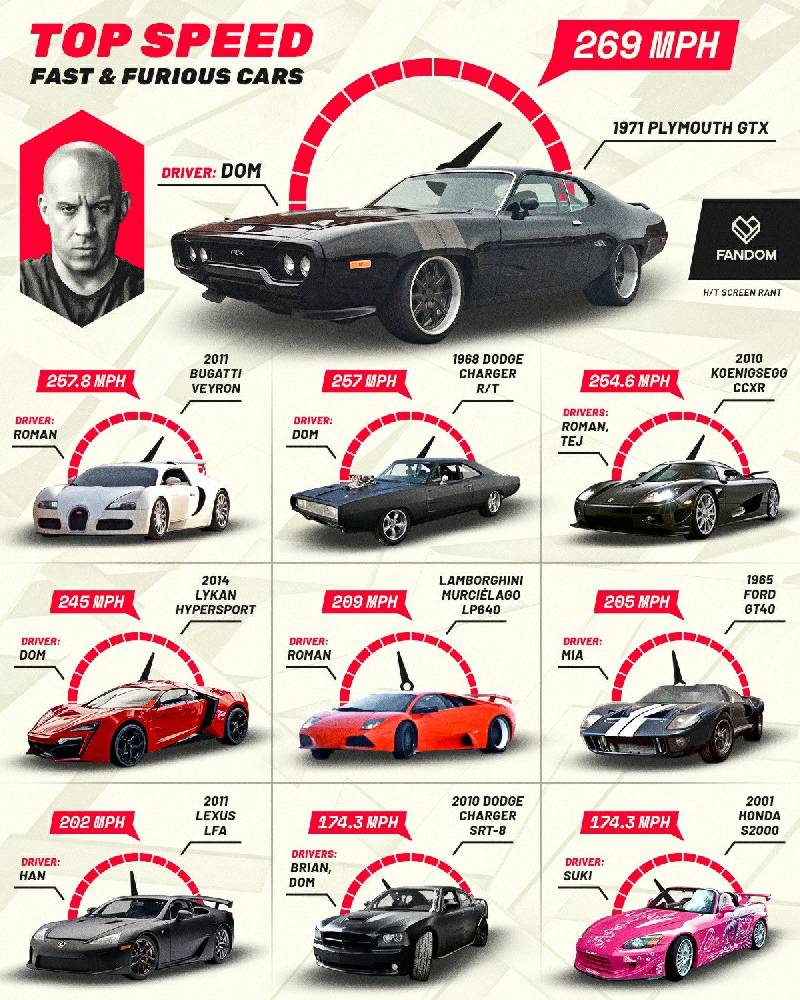 TOP SPEED
FAST & FURIOUS CARS
269 MPH
1971 PLYMOUTH GTX
DRIVER: DOM
FANDOM
H/T SCREEN RANT
257.8 MPH
2011
BUGATTI
VEYRON
DRIVER:
ROMAN
257 MPH
1968 DODGE
CHARGER
R/T
DRIVER:
DOM
254.6 MPH
2010
KOENIGSEGG
CCXR
DRIVERS:
ROMAN,
TEJ
245 MPH
2014
LYKAN
HYPERSPORT
DRIVER:
DOM
209 MPH
LAMBORGHINI
MURCIÉLAGO
LP640
DRIVER:
ROMAN
205 MPH
1965
FORD
GT40
DRIVER:
MIA
202 MPH
2011
LEXUS
LFA
DRIVER:
HAN
174.3 MPH
2010 DODGE
CHARGER
SRT-8
DRIVERS:
BRIAN,
DOM
174.3 MPH
2001
HONDA
S2000
DRIVER:
SUKI